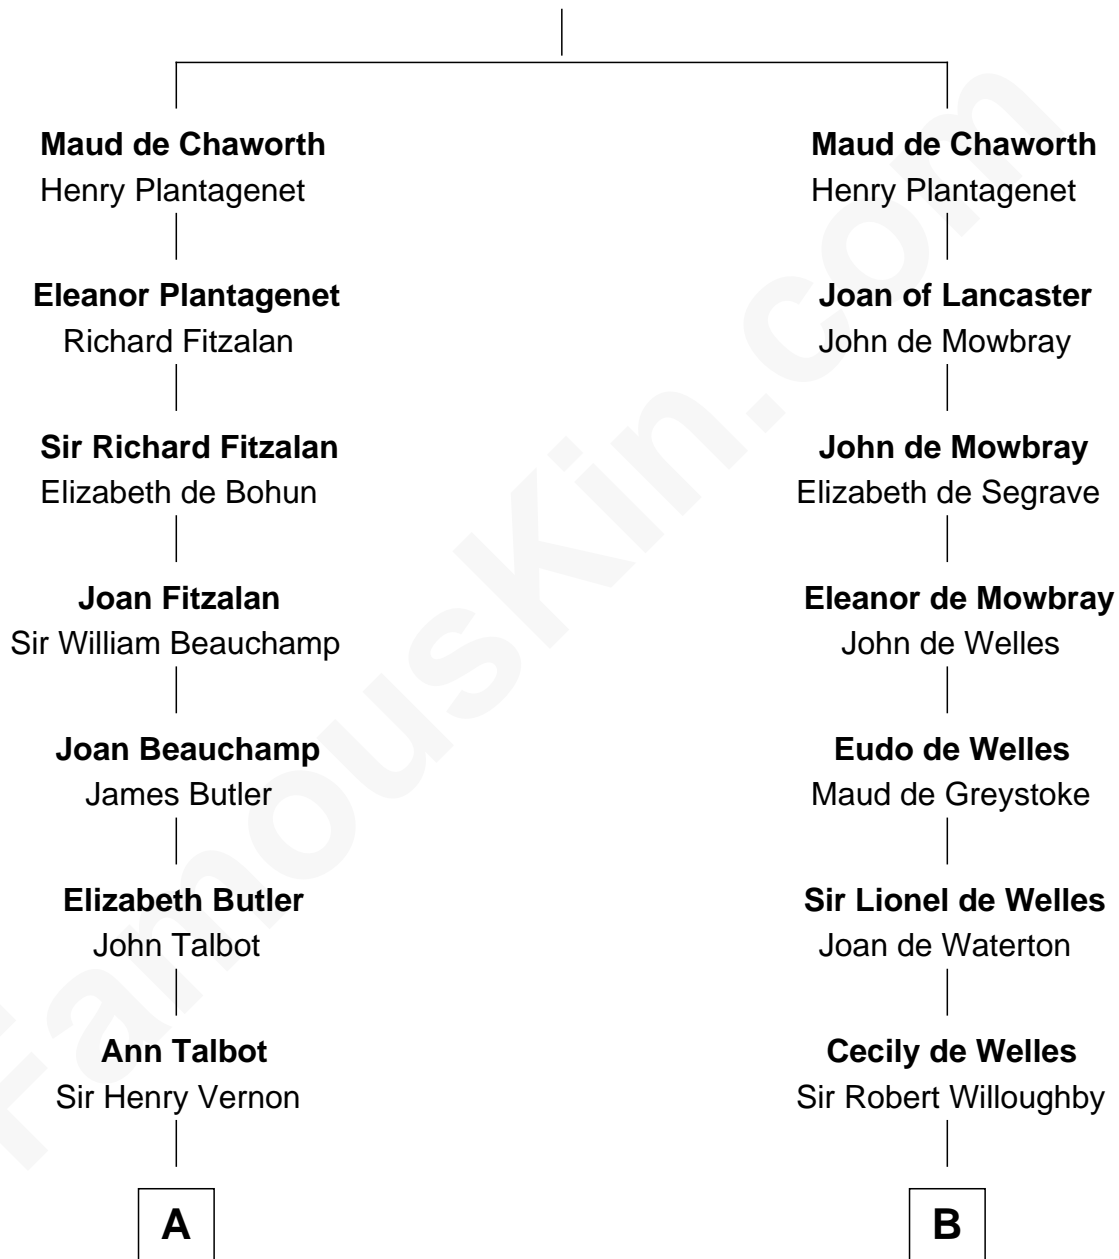 Maud de Chaworth
Henry Plantagenet
Eleanor Plantagenet
Richard Fitzalan
Sir Richard Fitzalan
Elizabeth de Bohun
Joan Fitzalan
Sir William Beauchamp
Joan Beauchamp
James Butler
Elizabeth Butler
John Talbot
Ann Talbot
Sir Henry Vernon
A
Maud de Chaworth
Henry Plantagenet
Joan of Lancaster
John de Mowbray
John de Mowbray
Elizabeth de Segrave
Eleanor de Mowbray
John de Welles
Eudo de Welles
Maud de Greystoke
Sir Lionel de Welles
Joan de Waterton
Cecily de Welles
Sir Robert Willoughby
B
FamousKin.com